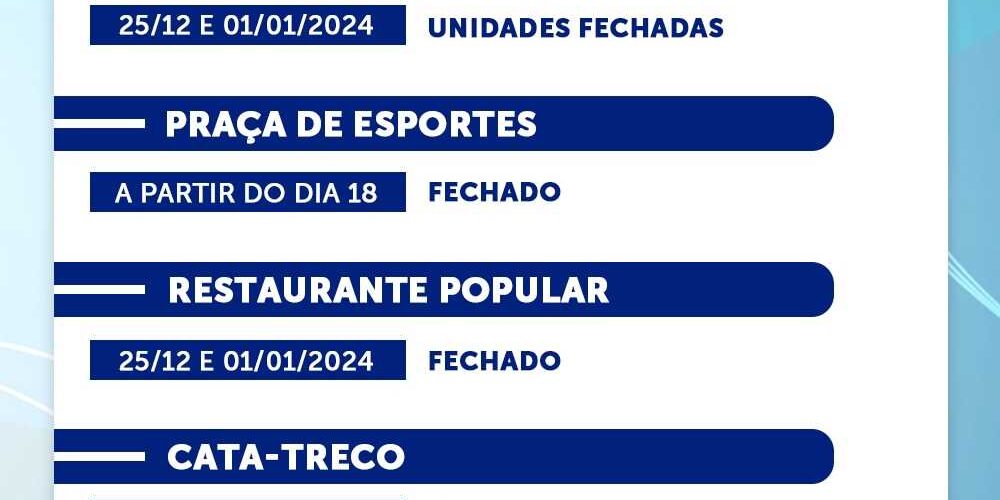 25/12 E 01/01/2024 UNIDADES FECHADAS
PRAÇA DE ESPORTES
A PARTIR DO DIA 18 FECHADO
RESTAURANTE POPULAR
25/12 E 01/01/2024 FECHADO
CATA-TRECO